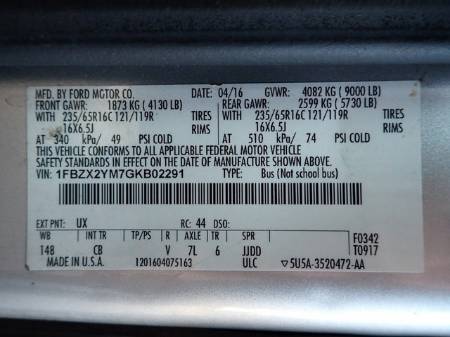 MFD. BY FORD MOTOR CO. DATE: 04/16 GVWR: 4082 KG ( 9000 LB)
FRONT GAWR: 1873 KG ( 4130 LB) REAR GAWR: 2599 KG ( 5730 LB)
WITH 235/65R16C 121/119R TIRES WITH 235/65R16C 121/119R TIRES
16X6.5J RIMS 16X6.5J RIMS
AT 340 kPa/ 49 PSI COLD AT 510 kPa/ 74 PSI COLD
THIS VEHICLE CONFORMS TO ALL APPLICABLE FEDERAL MOTOR VEHICLE
SAFETY STANDARDS IN EFFECT ON THE DATE OF MANUFACTURE SHOWN ABOVE.
VIN: 1FBZX2YM7GKB02291 TYPE: Bus (Not school bus)
EXT PNT: UX RC: 44 DSO:
WB INT TR TP/PS R AXLE TR SPR F0342
148 CB V 7L 6 JJDD T0917
MADE IN U.S.A. 1201604075163 ULC 5U5A-3520472-AA